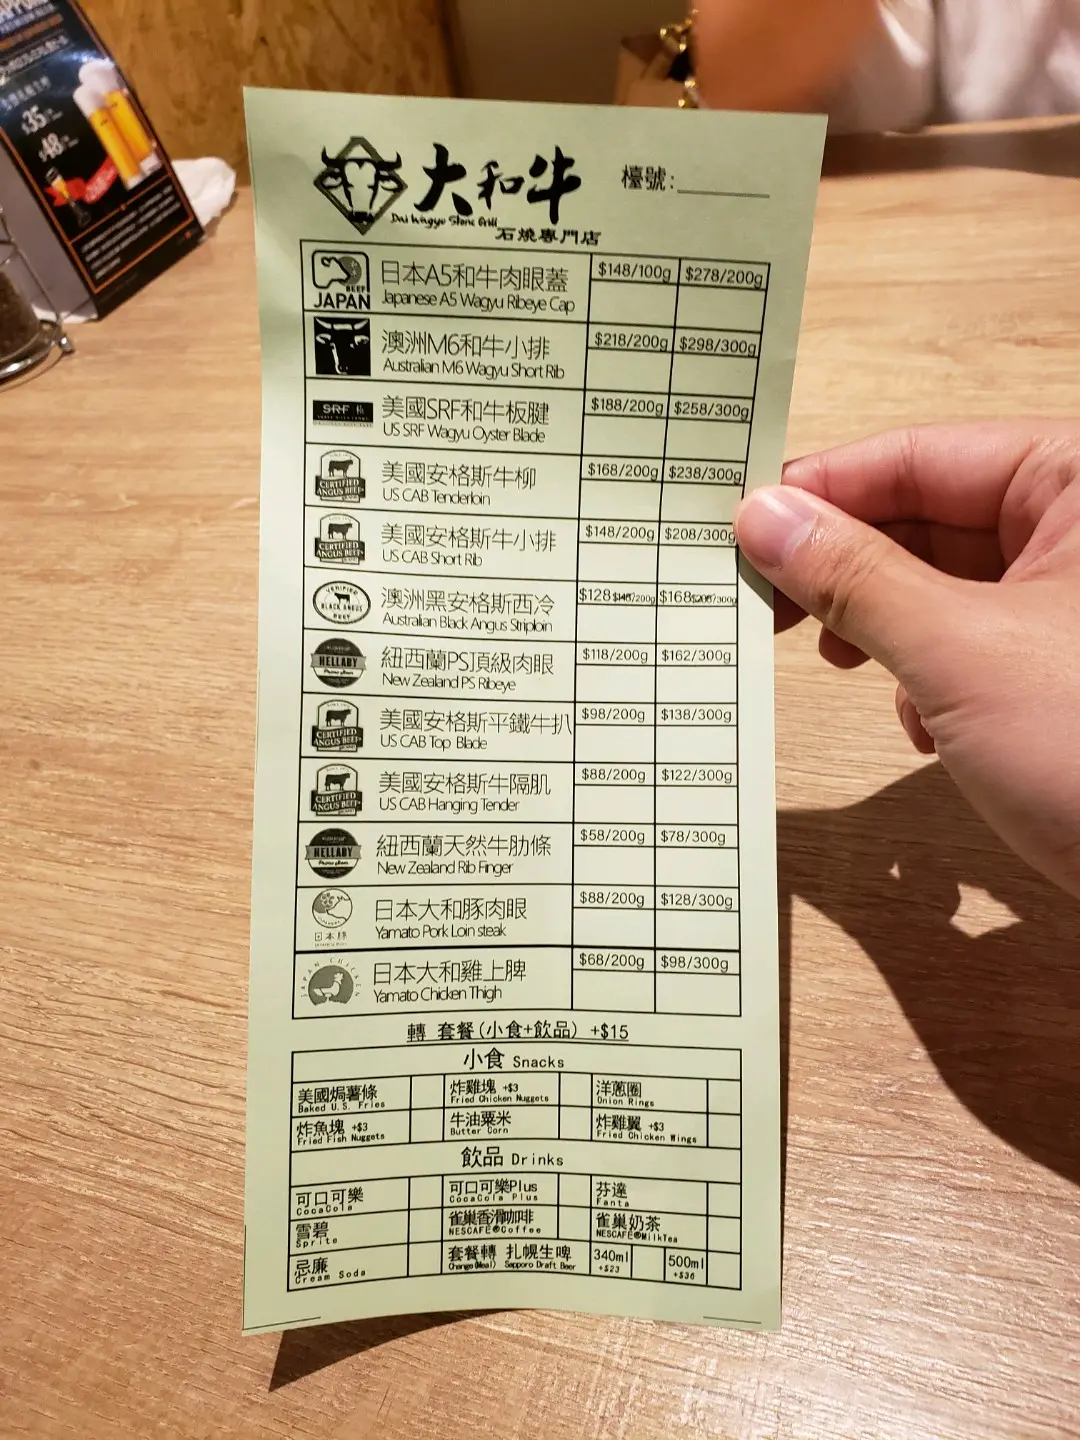 $35
$48
大和牛
Dai Wagyu Stone Grill
石燒專門店
檯號:
BEEF
JAPAN
日本A5和牛肉眼蓋
Japanese A5 Wagyu Ribeye Cap
$148/100g
$278/200g
澳洲M6和牛小排
Australian M6 Wagyu Short Rib
$218/200g
$298/300g
SRF
美國SRF和牛板腱
US SRF Wagyu Oyster Blade
$188/200g
$258/300g
CERTIFIED
ANGUS BEEF
美國安格斯牛柳
US CAB Tenderloin
$168/200g
$238/300g
CERTIFIED
ANGUS BEEF
美國安格斯牛小排
US CAB Short Rib
$148/200g
$208/300g
VERIFIED
BLACK ANGUS
BEEF
澳洲黑安格斯西冷
Australian Black Angus Striploin
$128 $148/200g
$168 $208/300g
HELLABY
紐西蘭PS頂級肉眼
New Zealand PS Ribeye
$118/200g
$162/300g
CERTIFIED
ANGUS BEEF
美國安格斯平鐵牛扒
US CAB Top Blade
$98/200g
$138/300g
CERTIFIED
ANGUS BEEF
美國安格斯牛隔肌
US CAB Hanging Tender
$88/200g
$122/300g
HELLABY
紐西蘭天然牛肋條
New Zealand Rib Finger
$58/200g
$78/300g
日本豚
日本大和豚肉眼
Yamato Pork Loin steak
$88/200g
$128/300g
JAPAN CHICKEN
日本大和雞上脾
Yamato Chicken Thigh
$68/200g
$98/300g
轉 套餐(小食+飲品) +$15
小食 Snacks
美國焗薯條
Baked U.S. Fries
炸雞塊 +$3
Fried Chicken Nuggets
洋蔥圈
Onion Rings
炸魚塊 +$3
Fried Fish Nuggets
牛油粟米
Butter Corn
炸雞翼 +$3
Fried Chicken Wings
飲品 Drinks
可口可樂
CocaCola
可口可樂Plus
CocaCola Plus
芬達
Fanta
雪碧
Sprite
雀巢香滑咖啡
NESCAFÉ®Coffee
雀巢奶茶
NESCAFÉ®MilkTea
忌廉
Cream Soda
套餐轉 扎幌生啤
Change(Meal) Sapporo Draft Beer
340ml
+$23
500ml
+$36